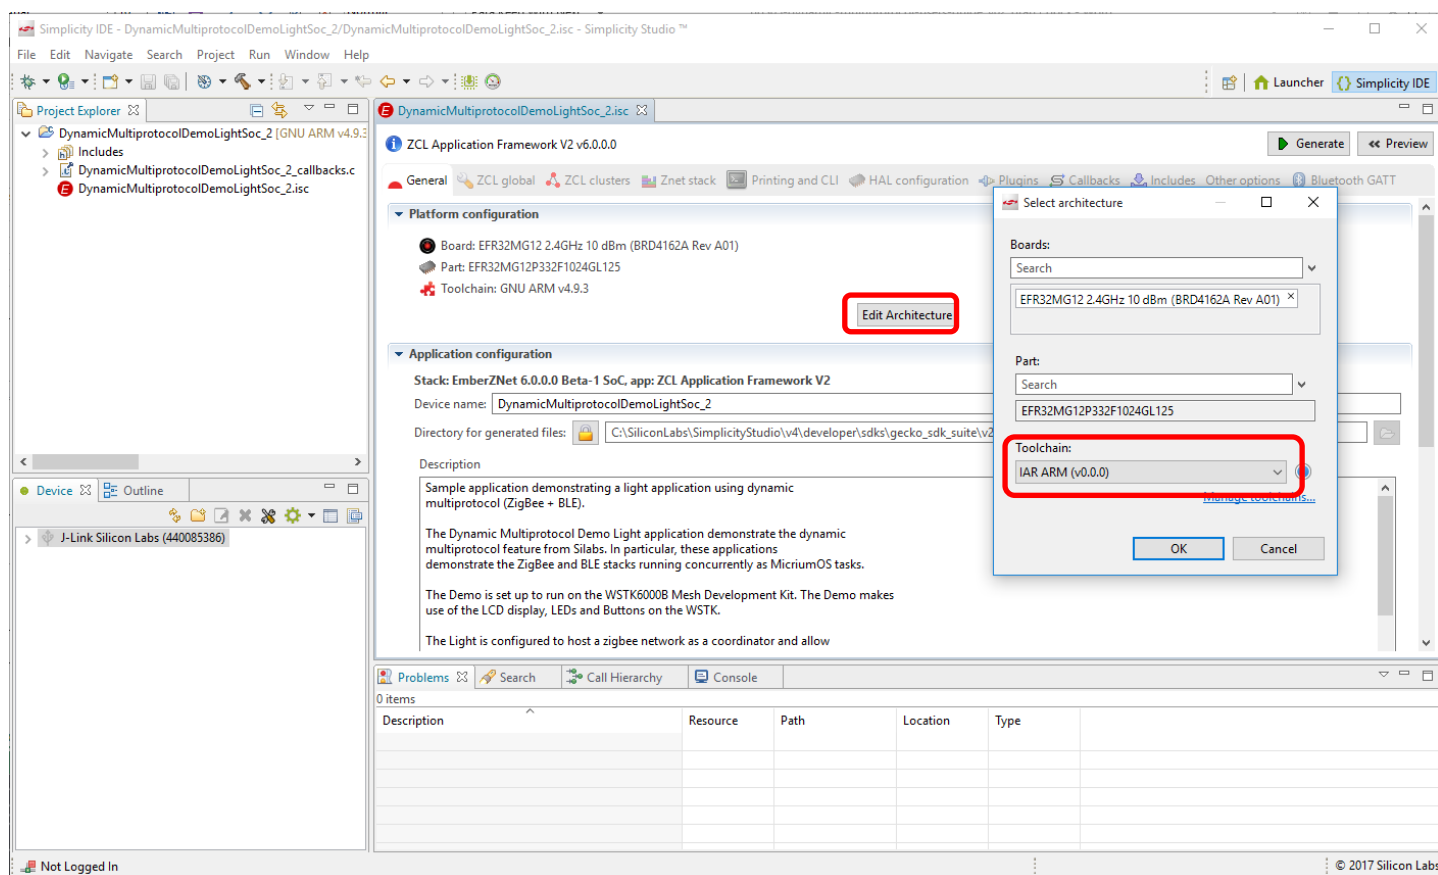 Simplicity IDE - DynamicMultiprotocolDemoLightSoc_2/DynamicMultiprotocolDemoLightSoc_2.isc - Simplicity Studio ™
File Edit Navigate Search Project Run Window Help
Launcher Simplicity IDE
Project Explorer
DynamicMultiprotocolDemoLightSoc_2 [GNU ARM v4.9.3
Includes
DynamicMultiprotocolDemoLightSoc_2_callbacks.c
DynamicMultiprotocolDemoLightSoc_2.isc
DynamicMultiprotocolDemoLightSoc_2.isc
ZCL Application Framework V2 v6.0.0.0
Generate Preview
General ZCL global ZCL clusters Znet stack Printing and CLI HAL configuration Plugins Callbacks Includes Other options Bluetooth GATT
Platform configuration
Board: EFR32MG12 2.4GHz 10 dBm (BRD4162A Rev A01)
Part: EFR32MG12P332F1024GL125
Toolchain: GNU ARM v4.9.3
Edit Architecture
Application configuration
Stack: EmberZNet 6.0.0.0 Beta-1 SoC, app: ZCL Application Framework V2
Device name: DynamicMultiprotocolDemoLightSoc_2
Directory for generated files: C:\SiliconLabs\SimplicityStudio\v4\developer\sdks\gecko_sdk_suite\v2
Description
Sample application demonstrating a light application using dynamic
multiprotocol (ZigBee + BLE).
The Dynamic Multiprotocol Demo Light application demonstrate the dynamic
multiprotocol feature from Silabs. In particular, these applications
demonstrate the ZigBee and BLE stacks running concurrently as MicriumOS tasks.
The Demo is set up to run on the WSTK6000B Mesh Development Kit. The Demo makes
use of the LCD display, LEDs and Buttons on the WSTK.
The Light is configured to host a zigbee network as a coordinator and allow
Select architecture
Boards:
Search
EFR32MG12 2.4GHz 10 dBm (BRD4162A Rev A01)
Part:
Search
EFR32MG12P332F1024GL125
Toolchain:
IAR ARM (v0.0.0)
Manage toolchains...
OK Cancel
Device Outline
J-Link Silicon Labs (440085386)
Problems Search Call Hierarchy Console
0 items
Description Resource Path Location Type
Not Logged In
© 2017 Silicon Labs